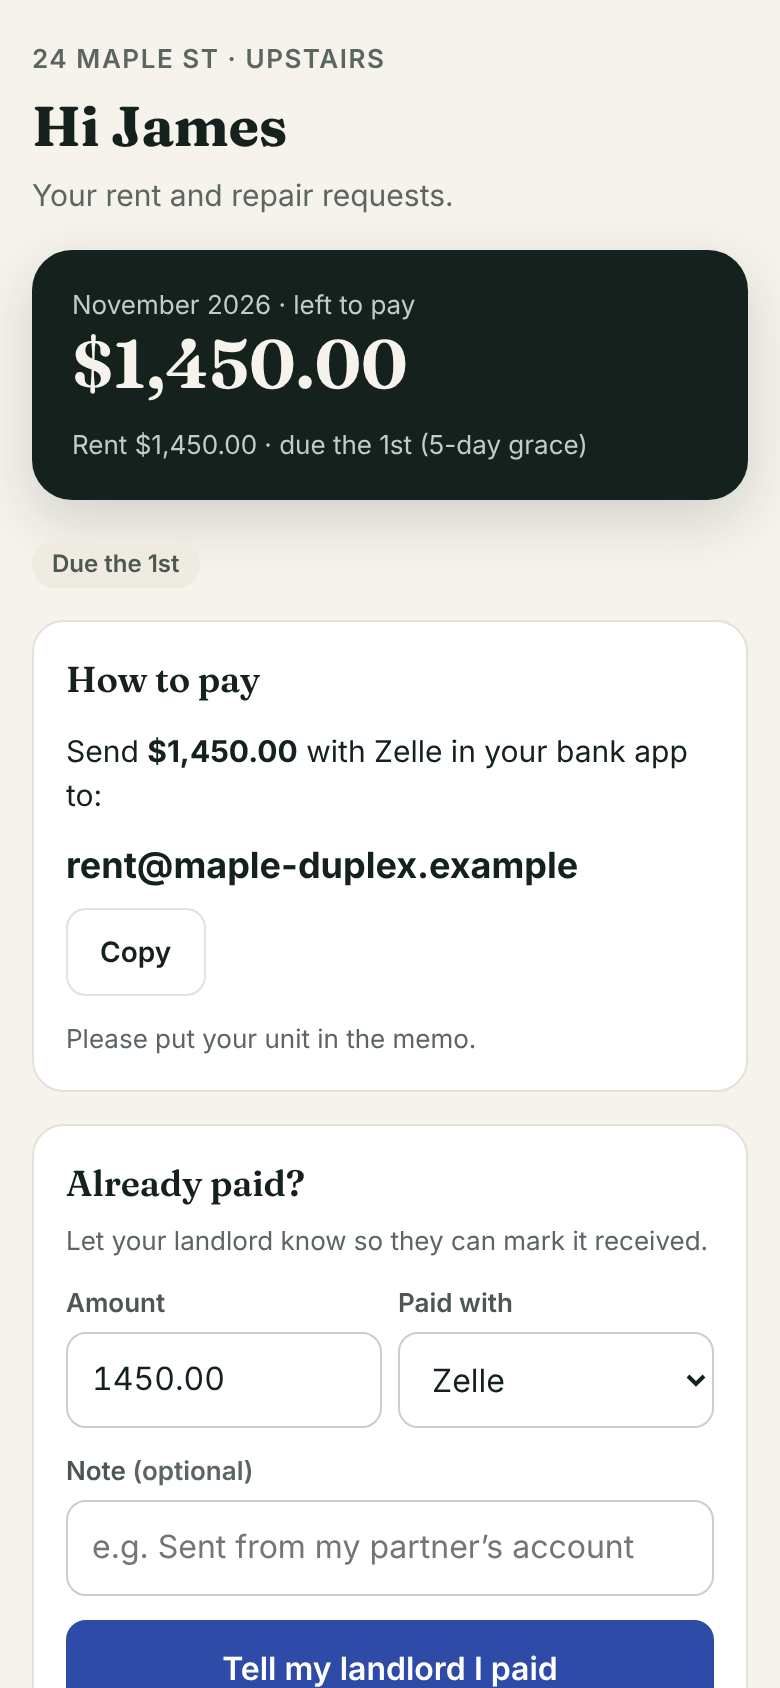 24 MAPLE ST · UPSTAIRS
Hi James
Your rent and repair requests.
November 2026 · left to pay
$1,450.00
Rent $1,450.00 · due the 1st (5-day grace)
Due the 1st
How to pay
Send $1,450.00 with Zelle in your bank app
to:
rent@maple-duplex.example
Copy
Please put your unit in the memo.
Already paid?
Let your landlord know so they can mark it received.
Amount
Paid with
1450.00
Zelle
Note (optional)
e.g. Sent from my partner’s account
Tell my landlord I paid